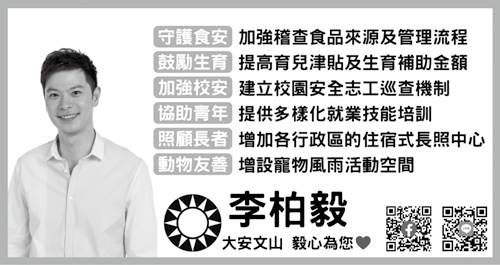 守護食安 加強稽查食品來源及管理流程
鼓勵生育 提高育兒津貼及生育補助金額
加強校安 建立校園安全志工巡查機制
協助青年 提供多樣化就業技能培訓
照顧長者 增加各行政區的住宿式長照中心
動物友善 增設寵物風雨活動空間
李柏毅
大安文山 毅心為您